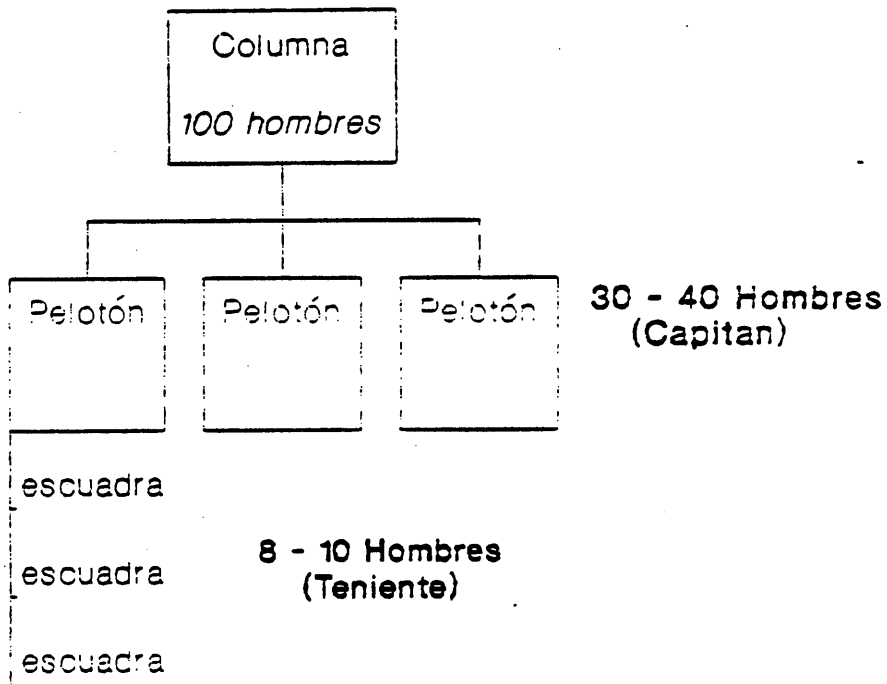 Columna
100 hombres
Pelotón Pelotón Pelotón
30 - 40 Hombres
(Capitan)
escuadra
8 - 10 Hombres
(Teniente)
escuadra
escuadra